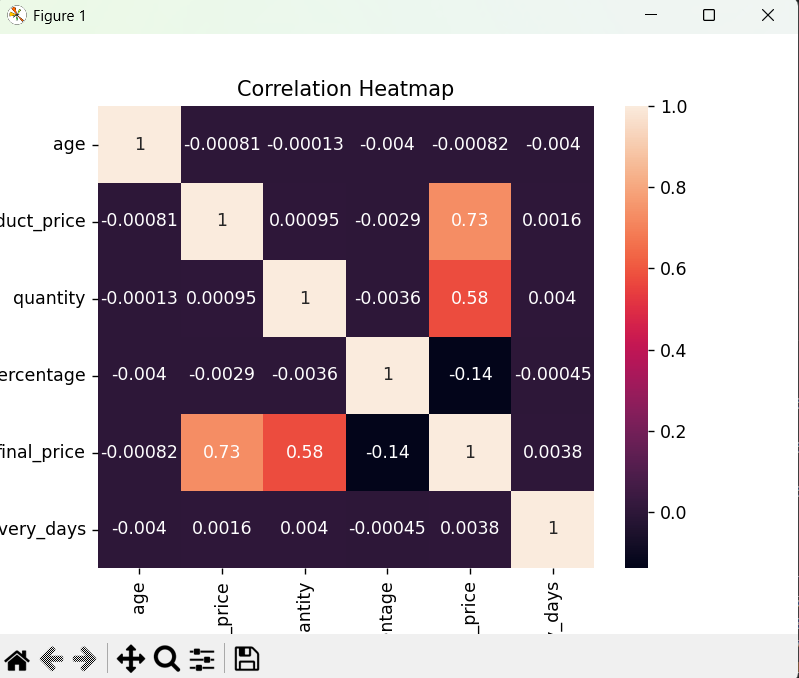 Figure 1
Correlation Heatmap
age 1 -0.00081 -0.00013 -0.004 -0.00082 -0.004
duct_price -0.00081 1 0.00095 -0.0029 0.73 0.0016
quantity -0.00013 0.00095 1 -0.0036 0.58 0.004
ercentage -0.004 -0.0029 -0.0036 1 -0.14 -0.00045
inal_price -0.00082 0.73 0.58 -0.14 1 0.0038
very_days -0.004 0.0016 0.004 -0.00045 0.0038 1
age
_price
antity
ntage
_price
_days
1.0
0.8
0.6
0.4
0.2
0.0